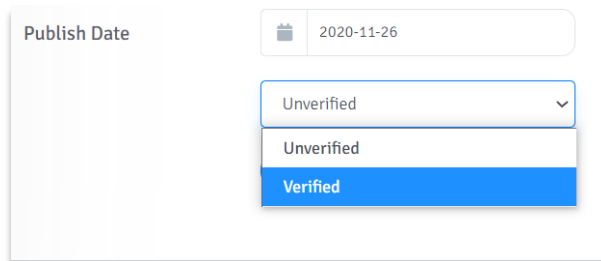 Publish Date
2020-11-26
Unverified
Unverified
Verified